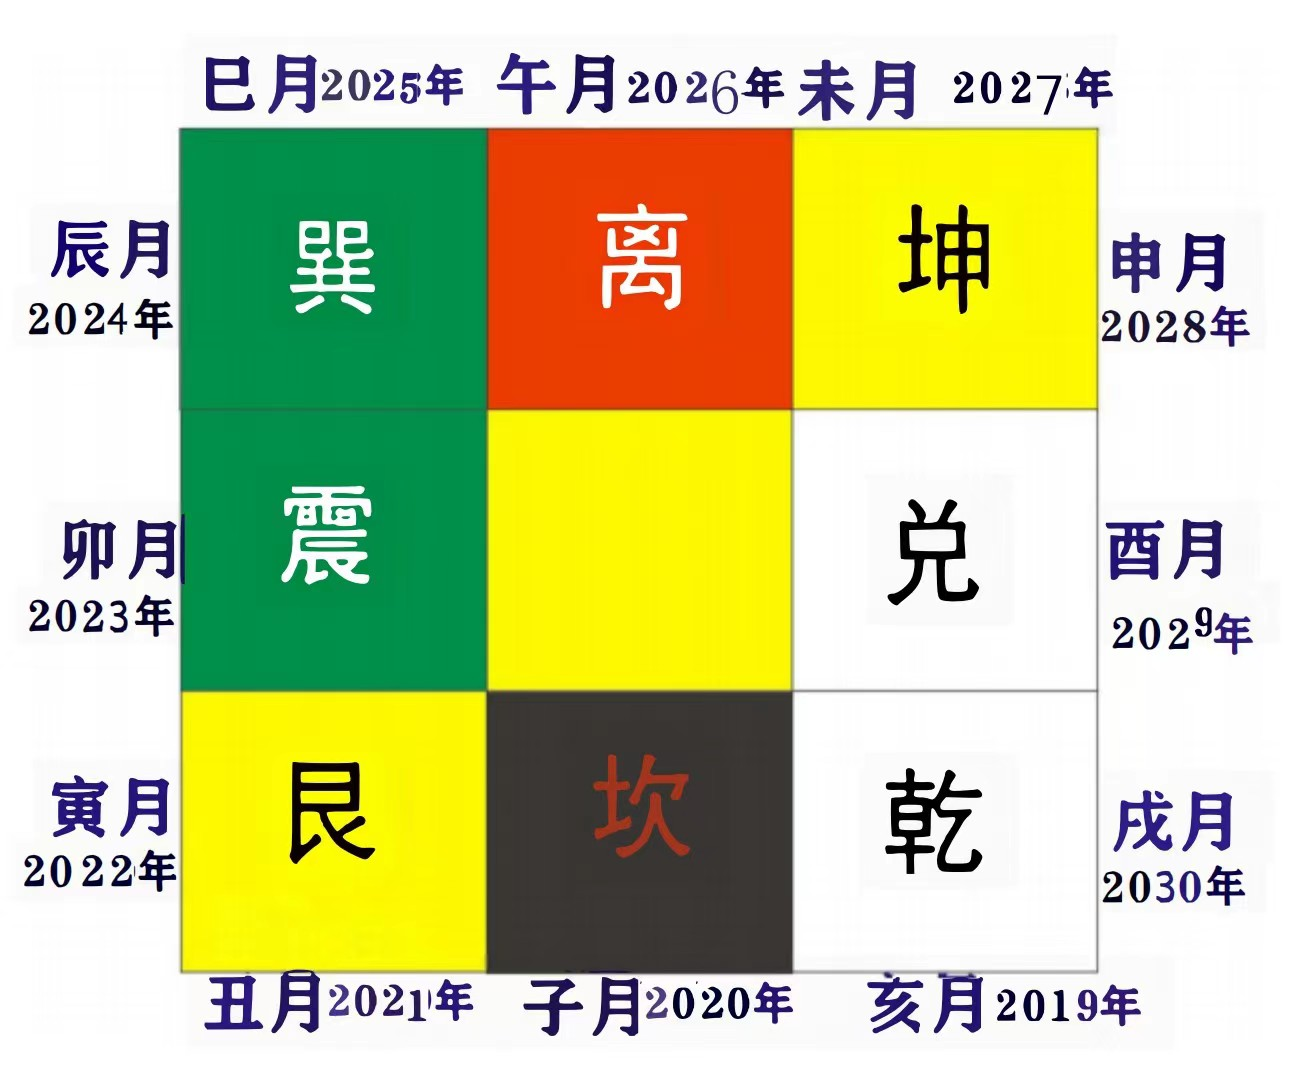 巳月2025年 午月2026年 未月 2027年
辰月
2024年
巽 离 坤
申月
2028年
卯月
2023年
震 兑
酉月
2029年
寅月
2022年
艮 坎 乾
戌月
2030年
丑月2021年 子月2020年 亥月2019年